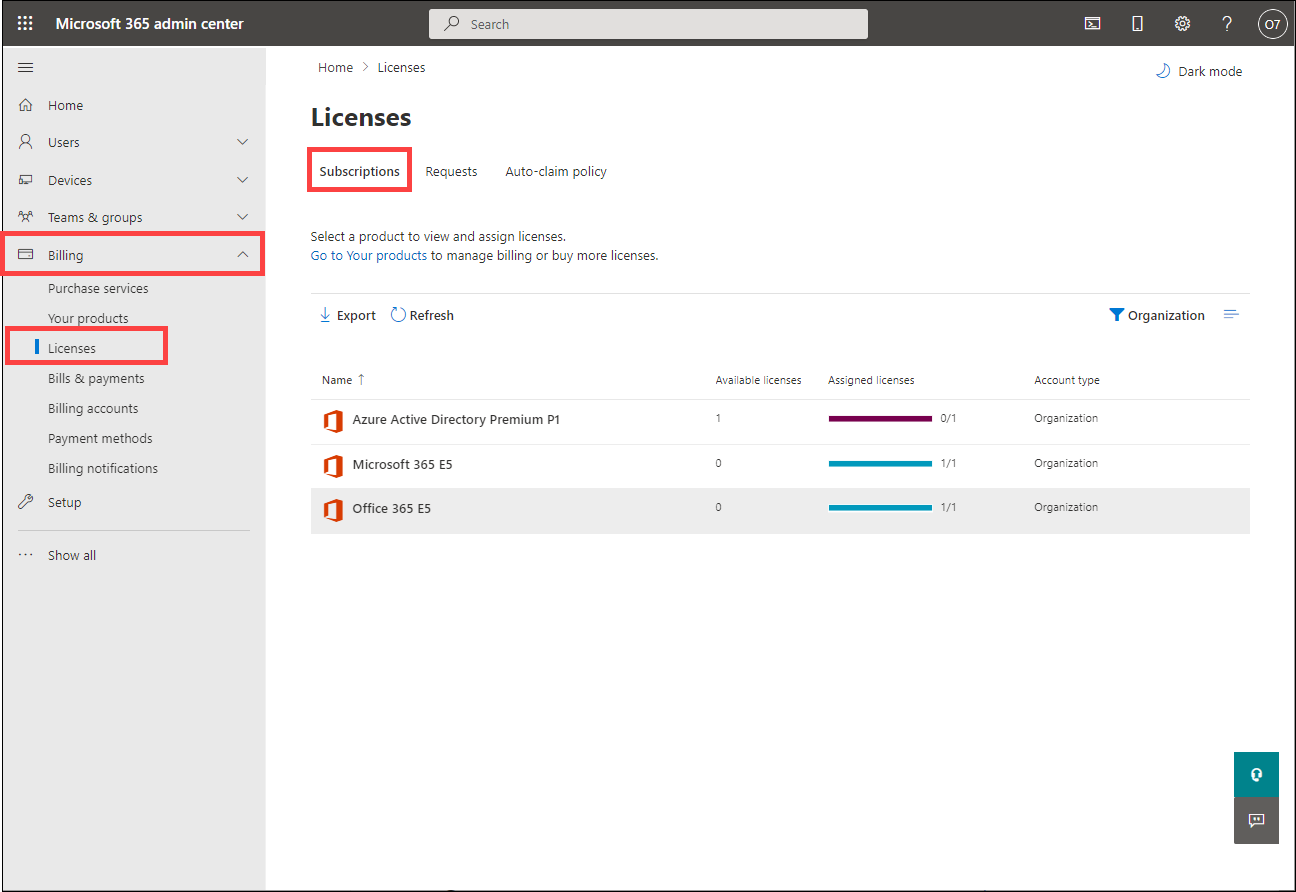 Microsoft 365 admin center
Search
?
O7
Home
Users
Devices
Teams & groups
Billing
Purchase services
Your products
Licenses
Bills & payments
Billing accounts
Payment methods
Billing notifications
Setup
Show all
Home > Licenses
Dark mode
Licenses
Subscriptions Requests Auto-claim policy
Select a product to view and assign licenses.
Go to Your products to manage billing or buy more licenses.
Export Refresh Organization
Name ↑ Available licenses Assigned licenses Account type
Azure Active Directory Premium P1 1 0/1 Organization
Microsoft 365 E5 0 1/1 Organization
Office 365 E5 0 1/1 Organization